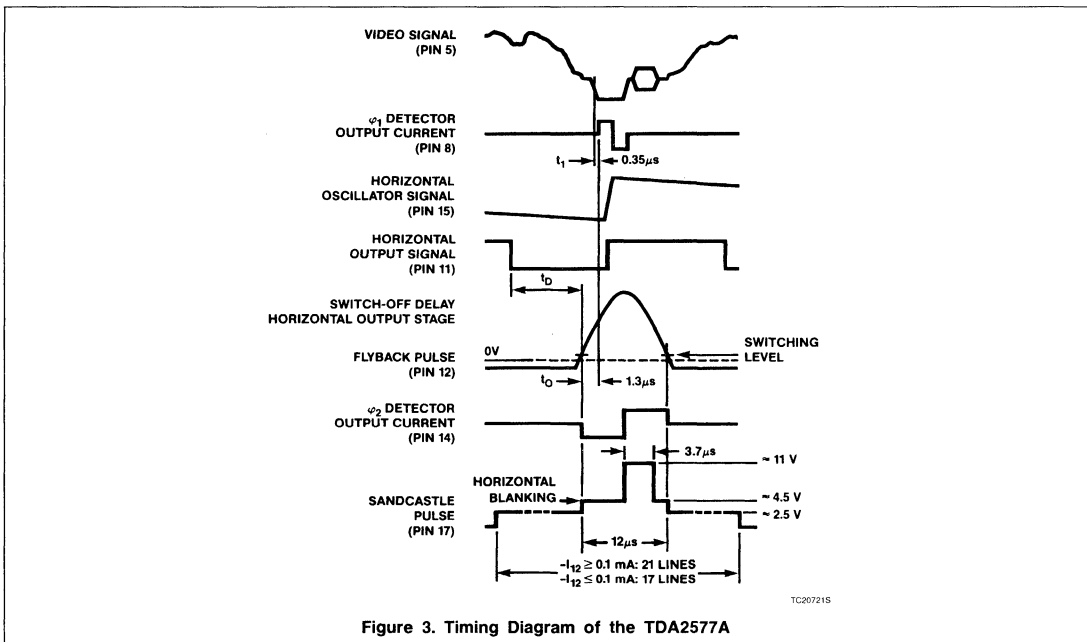 VIDEO SIGNAL
(PIN 5)
φ1 DETECTOR
OUTPUT CURRENT
(PIN 8)
t1
0.35μs
HORIZONTAL
OSCILLATOR SIGNAL
(PIN 15)
HORIZONTAL
OUTPUT SIGNAL
(PIN 11)
tD
SWITCH-OFF DELAY
HORIZONTAL OUTPUT STAGE
0V
SWITCHING
LEVEL
FLYBACK PULSE
(PIN 12)
tO
1.3μs
φ2 DETECTOR
OUTPUT CURRENT
(PIN 14)
3.7μs
≈ 11 V
HORIZONTAL
BLANKING
≈ 4.5 V
SANDCASTLE
PULSE
(PIN 17)
≈ 2.5 V
12μs
-I12 ≥ 0.1 mA: 21 LINES
-I12 ≤ 0.1 mA: 17 LINES
TC20721S
Figure 3. Timing Diagram of the TDA2577A